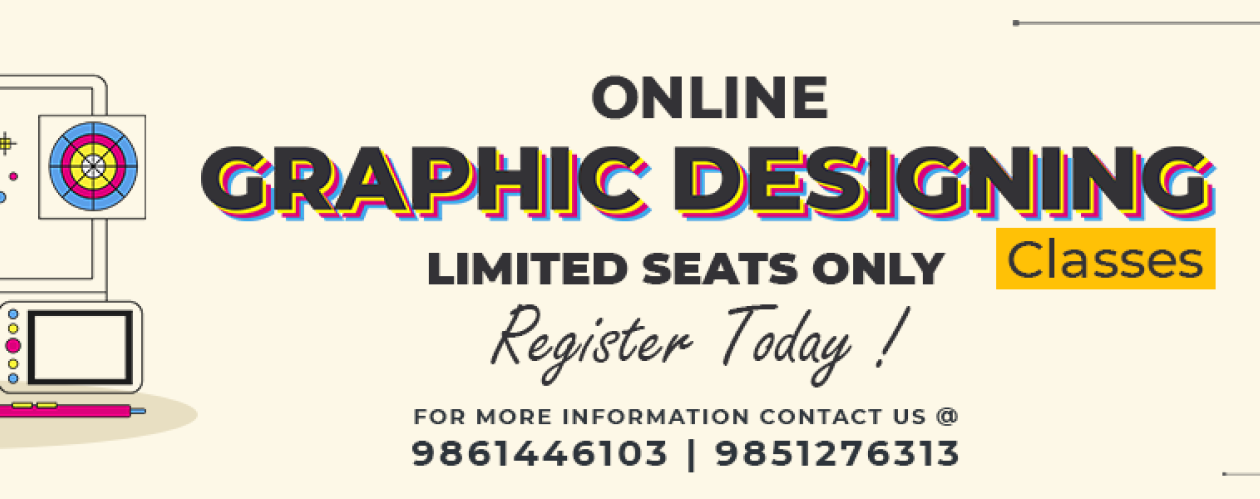 ONLINE
GRAPHIC DESIGNING
Classes
LIMITED SEATS ONLY
Register Today !
FOR MORE INFORMATION CONTACT US @
9861446103 | 9851276313